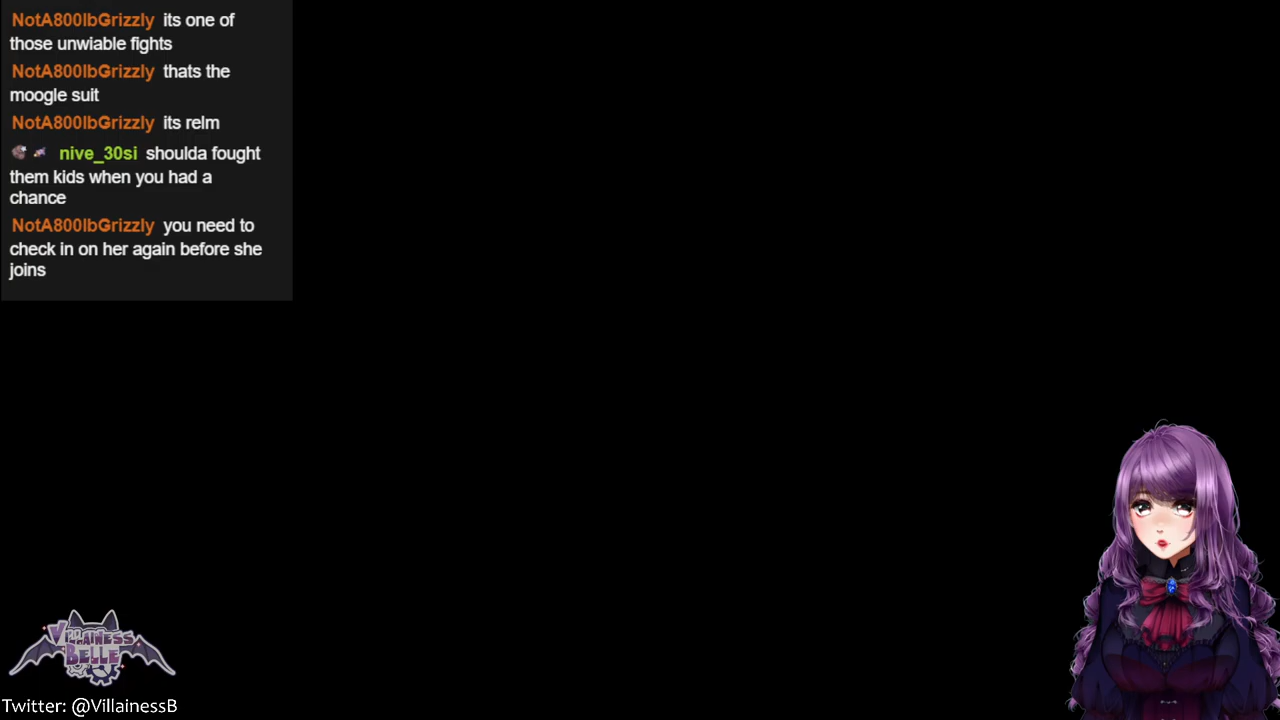 NotA800lbGrizzly its one of
those unwiable fights
NotA800lbGrizzly thats the
moogle suit
NotA800lbGrizzly its relm
nive_30si shoulda fought
them kids when you had a
chance
NotA800lbGrizzly you need to
check in on her again before she
joins
VILLAINESS
BELLE
Twitter: @VillainessB